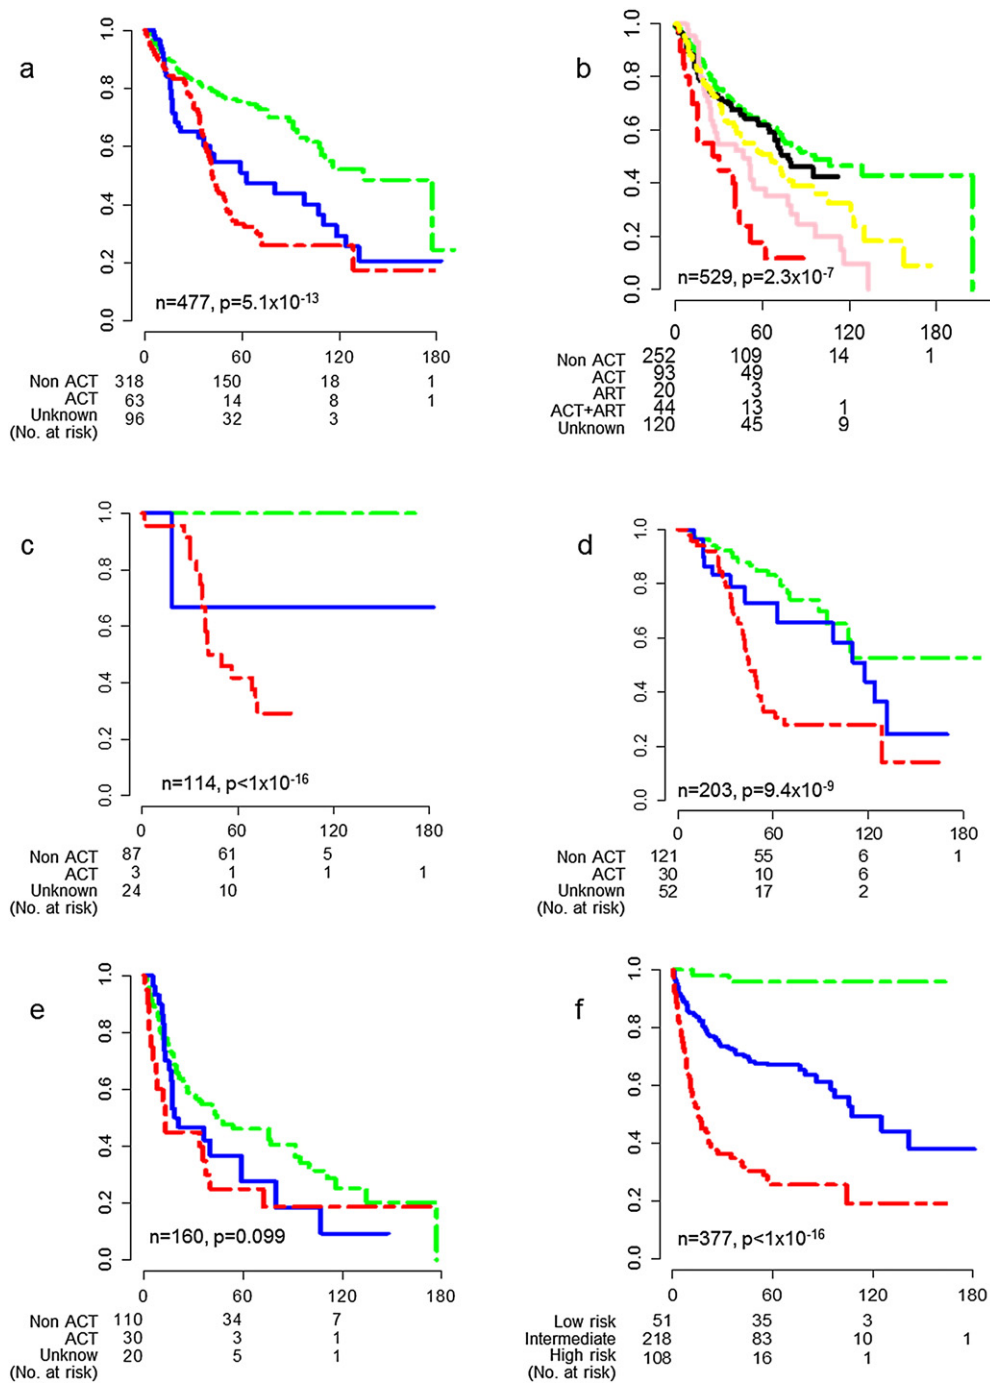 a
1.0
0.8
0.6
0.4
0.2
0.0
n=477, p=5.1x10-13
0 60 120 180
Non ACT 318 150 18 1
ACT 63 14 8 1
Unknown 96 32 3
(No. at risk)
b
1.0
0.8
0.6
0.4
0.2
0.0
n=529, p=2.3x10-7
0 60 120 180
Non ACT 252 109 14 1
ACT 93 49
ART 20 3
ACT+ART 44 13 1
Unknown 120 45 9
c
1.0
0.8
0.6
0.4
0.2
0.0
n=114, p<1x10-16
0 60 120 180
Non ACT 87 61 5
ACT 3 1 1 1
Unknown 24 10
(No. at risk)
d
1.0
0.8
0.6
0.4
0.2
0.0
n=203, p=9.4x10-9
0 60 120 180
Non ACT 121 55 6 1
ACT 30 10 6
Unknown 52 17 2
(No. at risk)
e
1.0
0.8
0.6
0.4
0.2
0.0
n=160, p=0.099
0 60 120 180
Non ACT 110 34 7
ACT 30 3 1
Unknow 20 5 1
(No. at risk)
f
1.0
0.8
0.6
0.4
0.2
0.0
n=377, p<1x10-16
0 60 120 180
Low risk 51 35 3
Intermediate 218 83 10 1
High risk 108 16 1
(No. at risk)